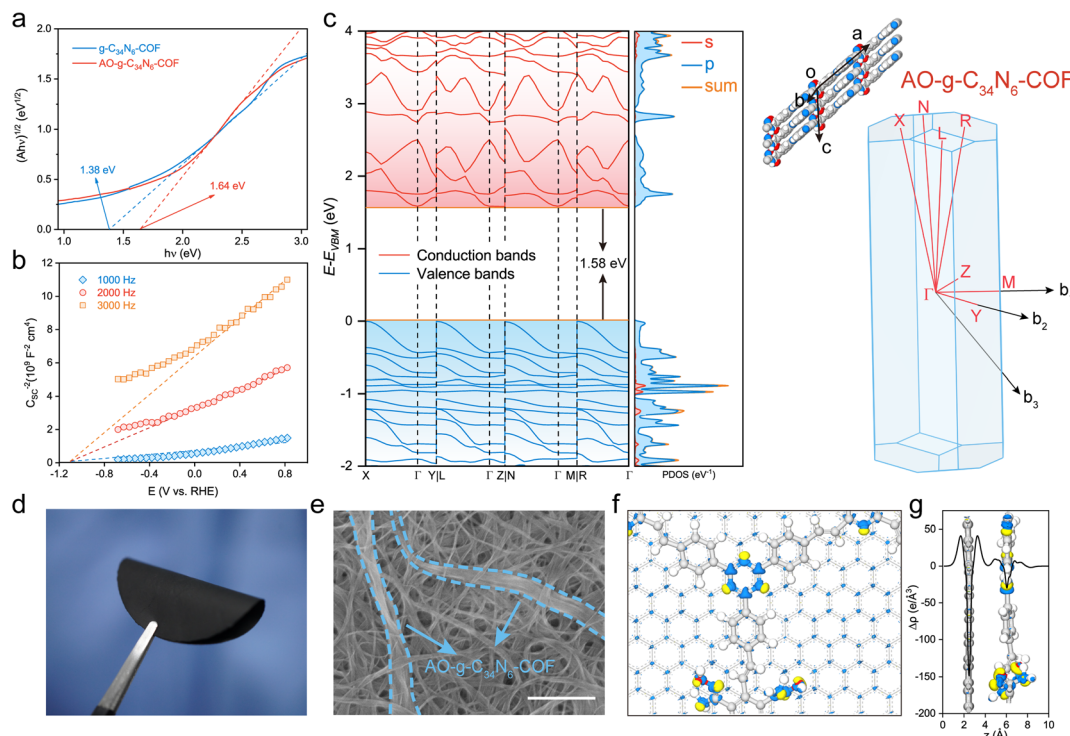 a
2.0
1.5
1.0
0.5
0.0
(Ahν)1/2 (eV1/2)
g-C34N6-COF
AO-g-C34N6-COF
1.38 eV
1.64 eV
1.0 1.5 2.0 2.5 3.0
hν (eV)
b
12
10
8
6
4
2
0
CSC-2(109 F-2 cm4)
1000 Hz
2000 Hz
3000 Hz
-1.2 -0.8 -0.4 0.0 0.4 0.8
E (V vs. RHE)
c
4
3
2
1
0
-1
-2
E-EVBM (eV)
Conduction bands
Valence bands
1.58 eV
X Γ Y|L Γ Z|N Γ M|R Γ
s
p
sum
PDOS (eV-1)
a
o
b
c
AO-g-C34N6-COF
X N L R
Γ Z M Y
b
b2
b3
d
e
AO-g-C34N6-COF
f
g
50
0
-50
-100
-150
-200
Δρ (e/Å3)
0 2 4 6 8 10
z (Å)